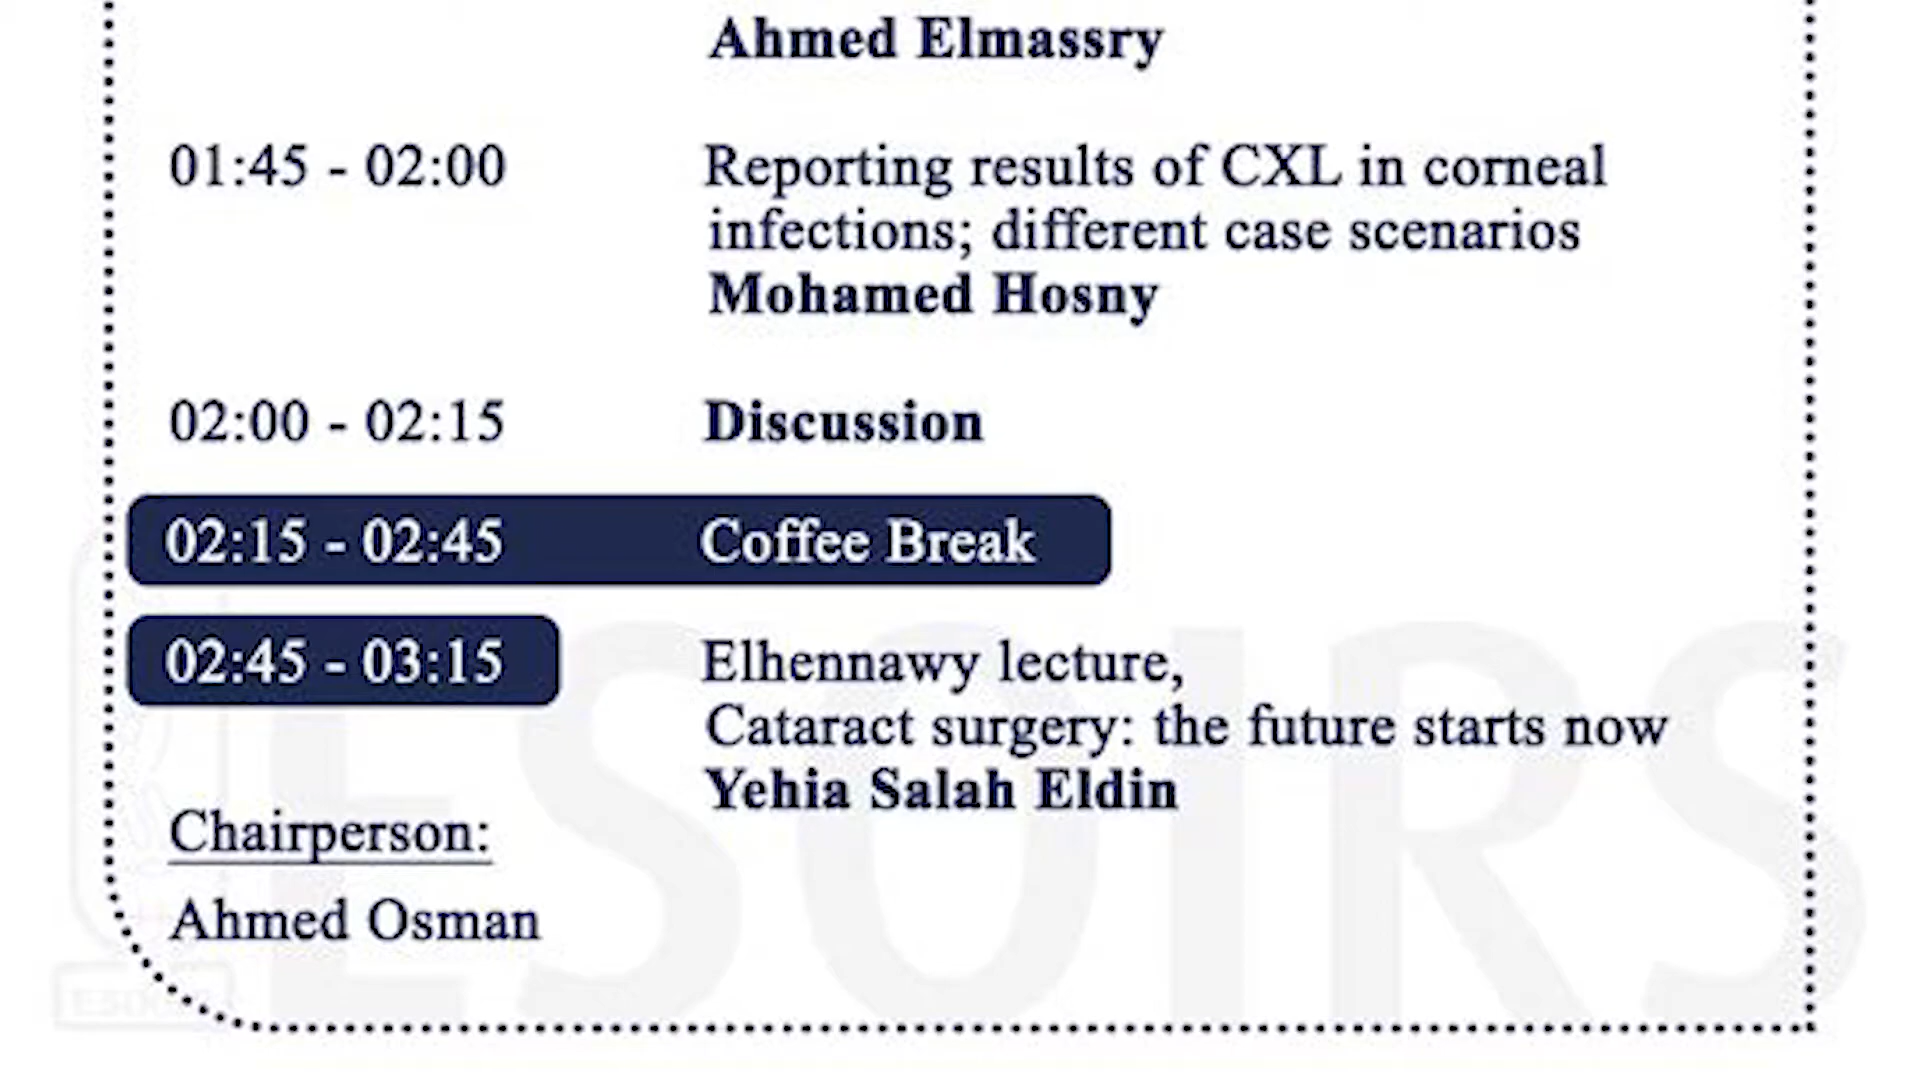 Ahmed Elmassry
01:45 - 02:00 Reporting results of CXL in corneal
infections; different case scenarios
Mohamed Hosny
02:00 - 02:15 Discussion
02:15 - 02:45 Coffee Break
02:45 - 03:15 Elhennawy lecture,
Cataract surgery: the future starts now
Yehia Salah Eldin
Chairperson:
Ahmed Osman
ESOIRS